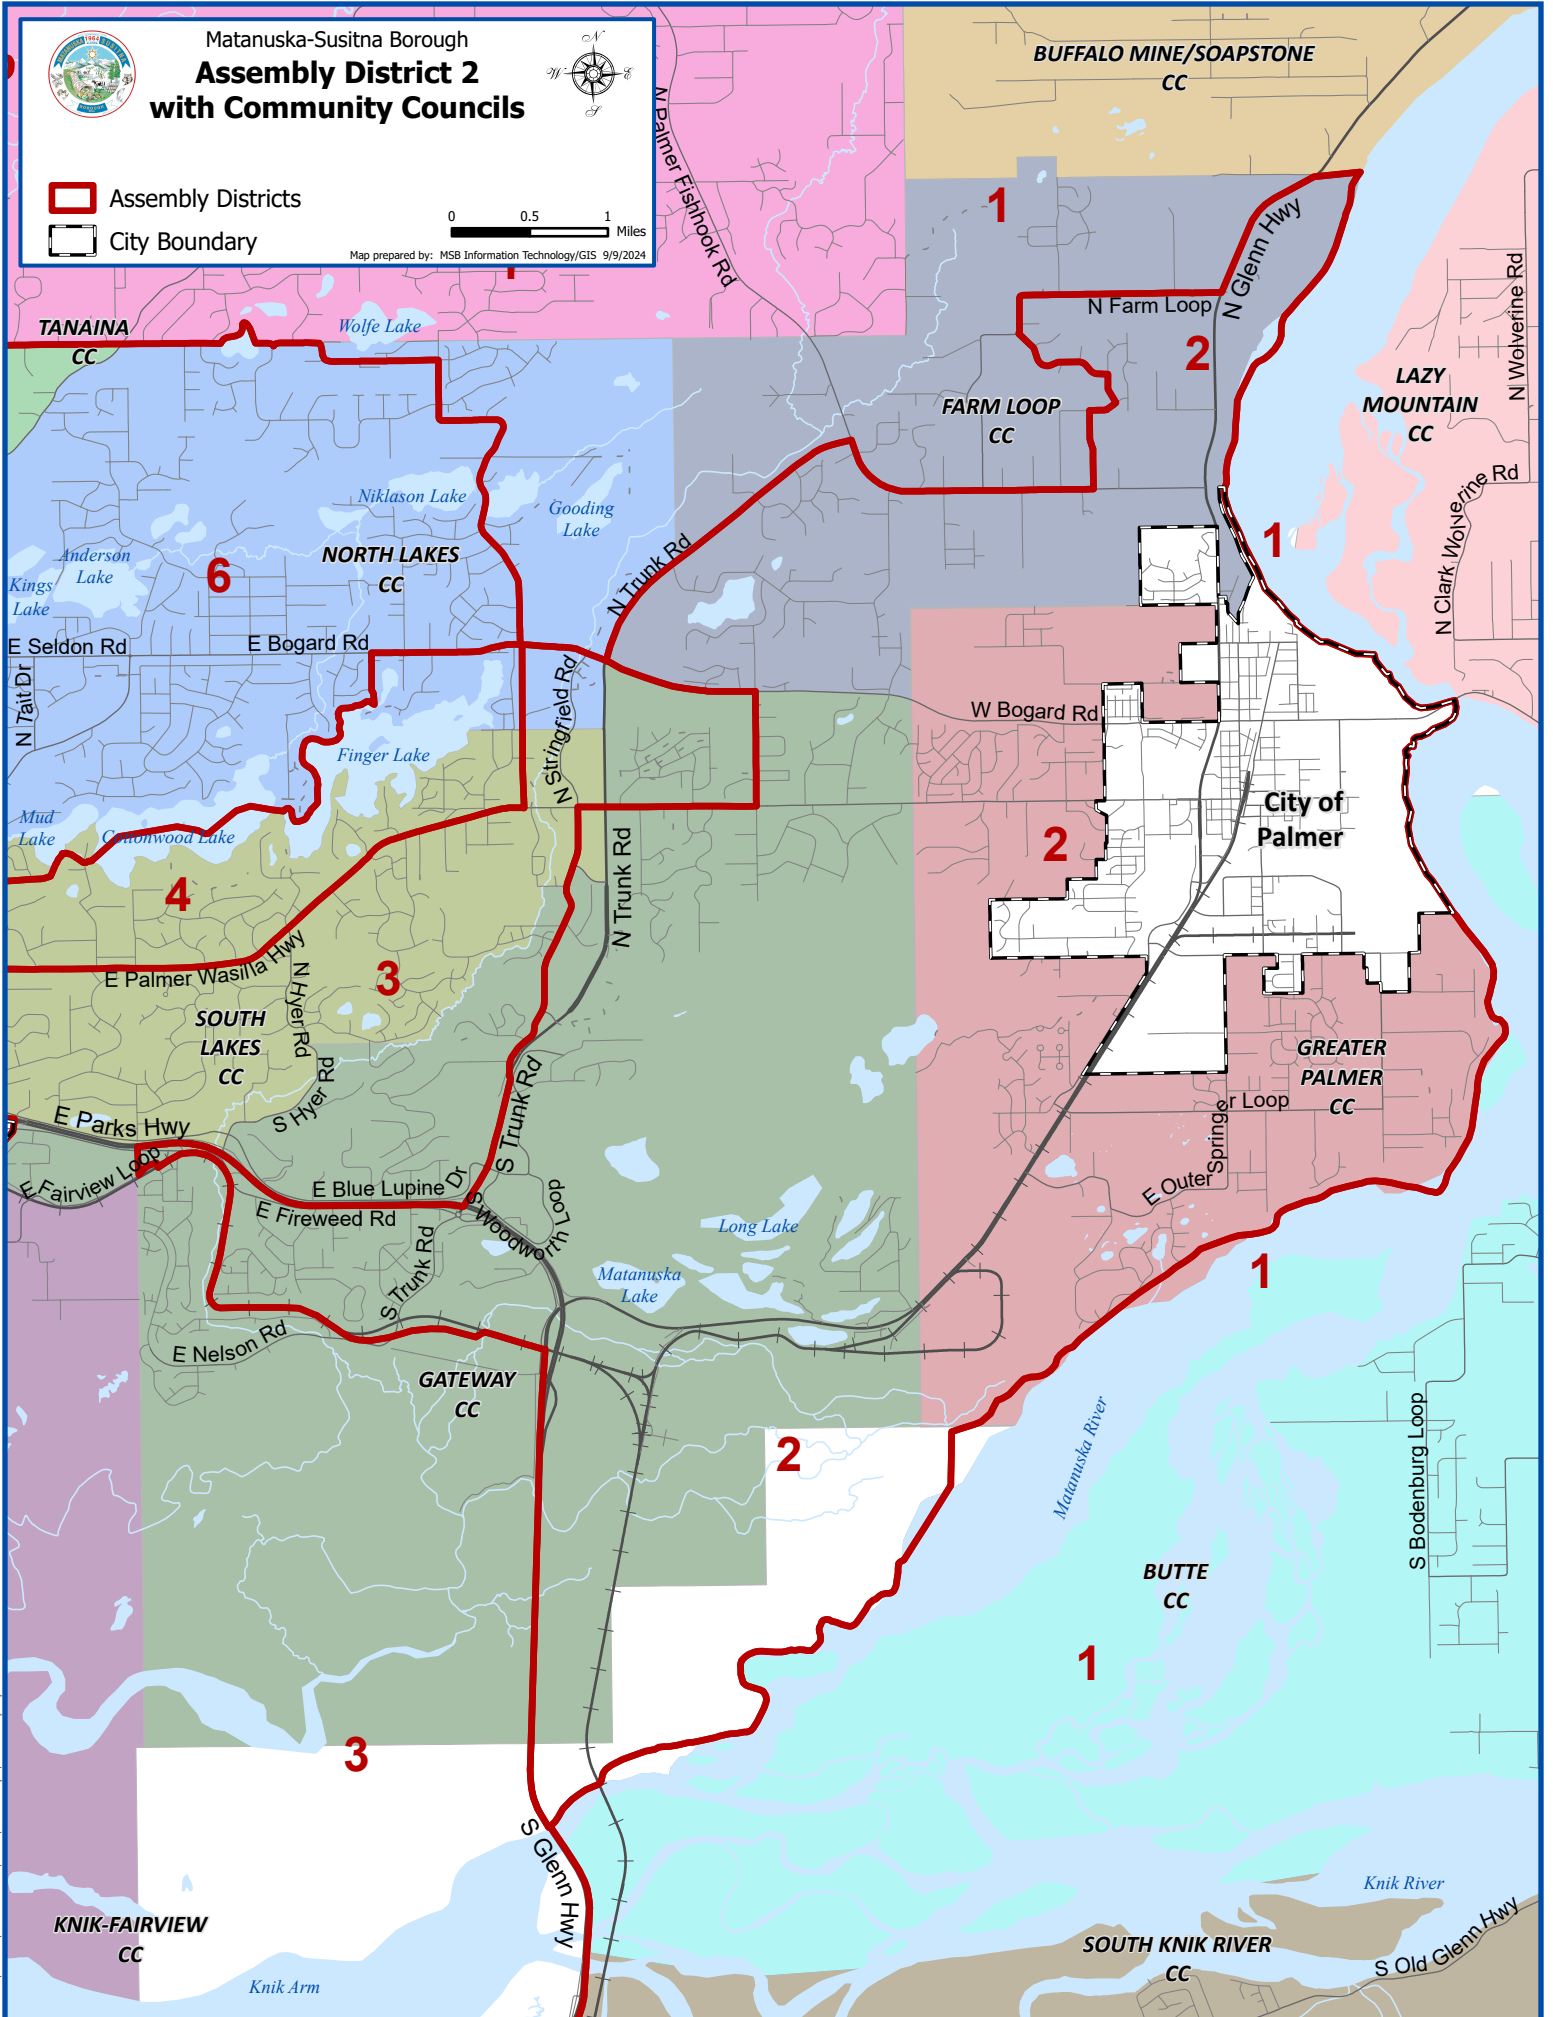 Matanuska-Susitna Borough
Assembly District 2
with Community Councils
N
W
E
S
Assembly Districts
City Boundary
0 0.5 1
Miles
Map prepared by: MSB Information Technology/GIS 9/9/2024
BUFFALO MINE/SOAPSTONE
CC
N Palmer Fishhook Rd
1
N Glenn Hwy
N Farm Loop
2
N Wolverine Rd
TANAINA
CC
Wolfe Lake
LAZY
MOUNTAIN
CC
FARM LOOP
CC
Niklason Lake
Gooding
Lake
N Clark Wolverine Rd
Anderson
Lake
Kings
Lake
6
NORTH LAKES
CC
N Trunk Rd
1
E Seldon Rd
E Bogard Rd
N Tait Dr
N Stringfield Rd
W Bogard Rd
Finger Lake
City of
Palmer
Mud
Lake
Cottonwood Lake
2
4
N Trunk Rd
E Palmer Wasilla Hwy
3
N Hyer Rd
SOUTH
LAKES
CC
GREATER
PALMER
CC
S Hyer Rd
S Trunk Rd
E Parks Hwy
E Outer Springer Loop
E Fairview Loop
E Blue Lupine Dr
E Fireweed Rd
S Woodworth Loop
Long Lake
S Trunk Rd
Matanuska
Lake
1
E Nelson Rd
GATEWAY
CC
Matanuska River
S Bodenburg Loop
2
BUTTE
CC
1
3
S Glenn Hwy
Knik River
KNIK-FAIRVIEW
CC
SOUTH KNIK RIVER
CC
S Old Glenn Hwy
Knik Arm